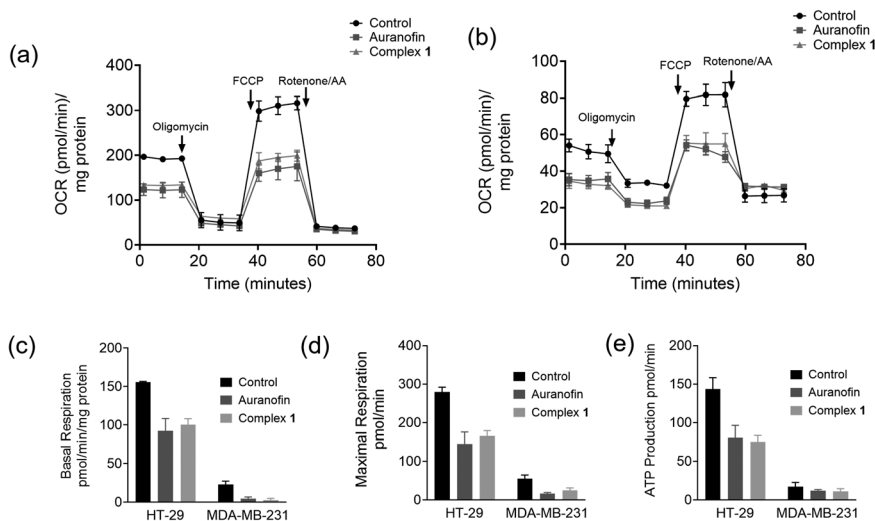 (a)
Control
Auranofin
Complex 1
400
300
200
100
0
OCR (pmol/min)/
mg protein
Oligomycin
FCCP
Rotenone/AA
0
20
40
60
80
Time (minutes)
(b)
Control
Auranofin
Complex 1
100
80
60
40
20
0
OCR (pmol/min)/
mg protein
Oligomycin
FCCP
Rotenone/AA
0
20
40
60
80
Time (minutes)
(c)
200
150
100
50
0
Basal Respiration
pmol/min/mg protein
Control
Auranofin
Complex 1
HT-29
MDA-MB-231
(d)
400
300
200
100
0
Maximal Respiration
pmol/min
Control
Auranofin
Complex 1
HT-29
MDA-MB-231
(e)
200
150
100
50
0
ATP Production pmol/min
Control
Auranofin
Complex 1
HT-29
MDA-MB-231